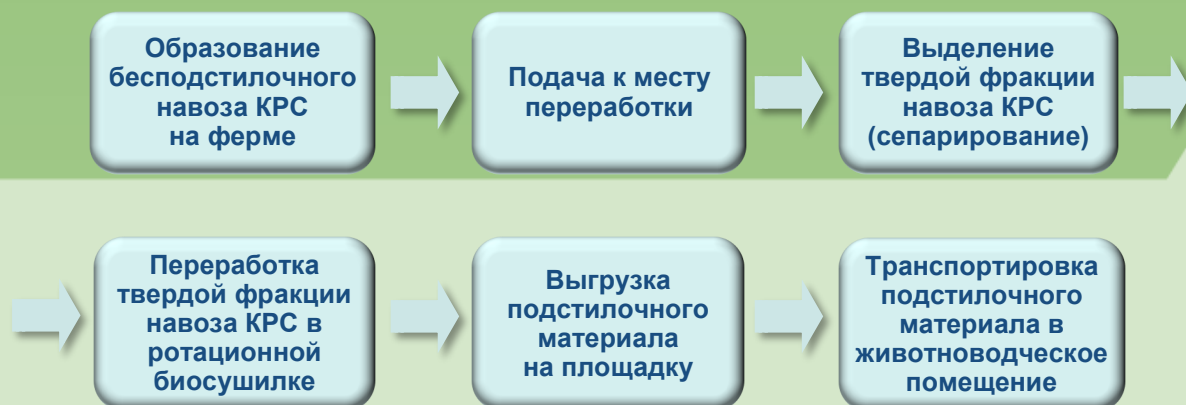 Образование
бесподстилочного
навоза КРС
на ферме
Подача к месту
переработки
Выделение
твердой фракции
навоза КРС
(сепарирование)
Переработка
твердой фракции
навоза КРС в
ротационной
биосушилке
Выгрузка
подстилочного
материала
на площадку
Транспортировка
подстилочного
материала в
животноводческое
помещение